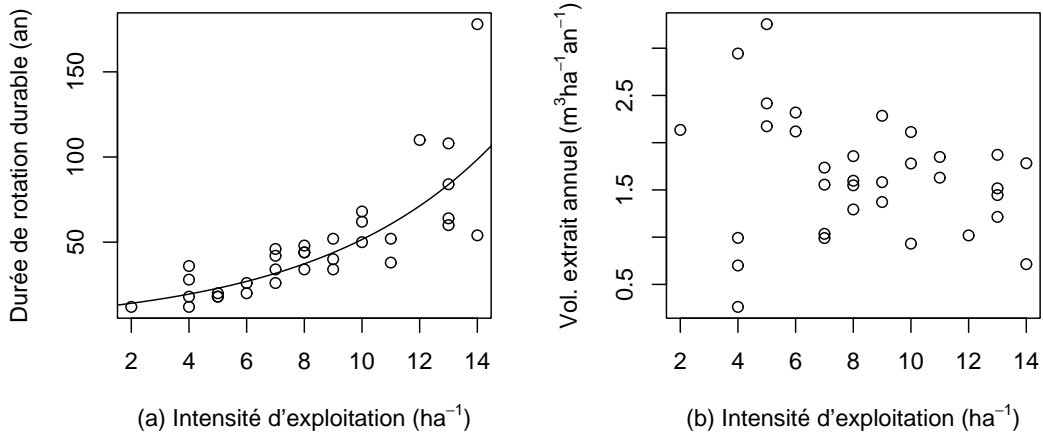 Durée de rotation durable (an)
150
100
50
2 4 6 8 10 12 14
(a) Intensité d'exploitation (ha⁻¹)
Vol. extrait annuel (m³ha⁻¹an⁻¹)
2.5
1.5
0.5
2 4 6 8 10 12 14
(b) Intensité d'exploitation (ha⁻¹)